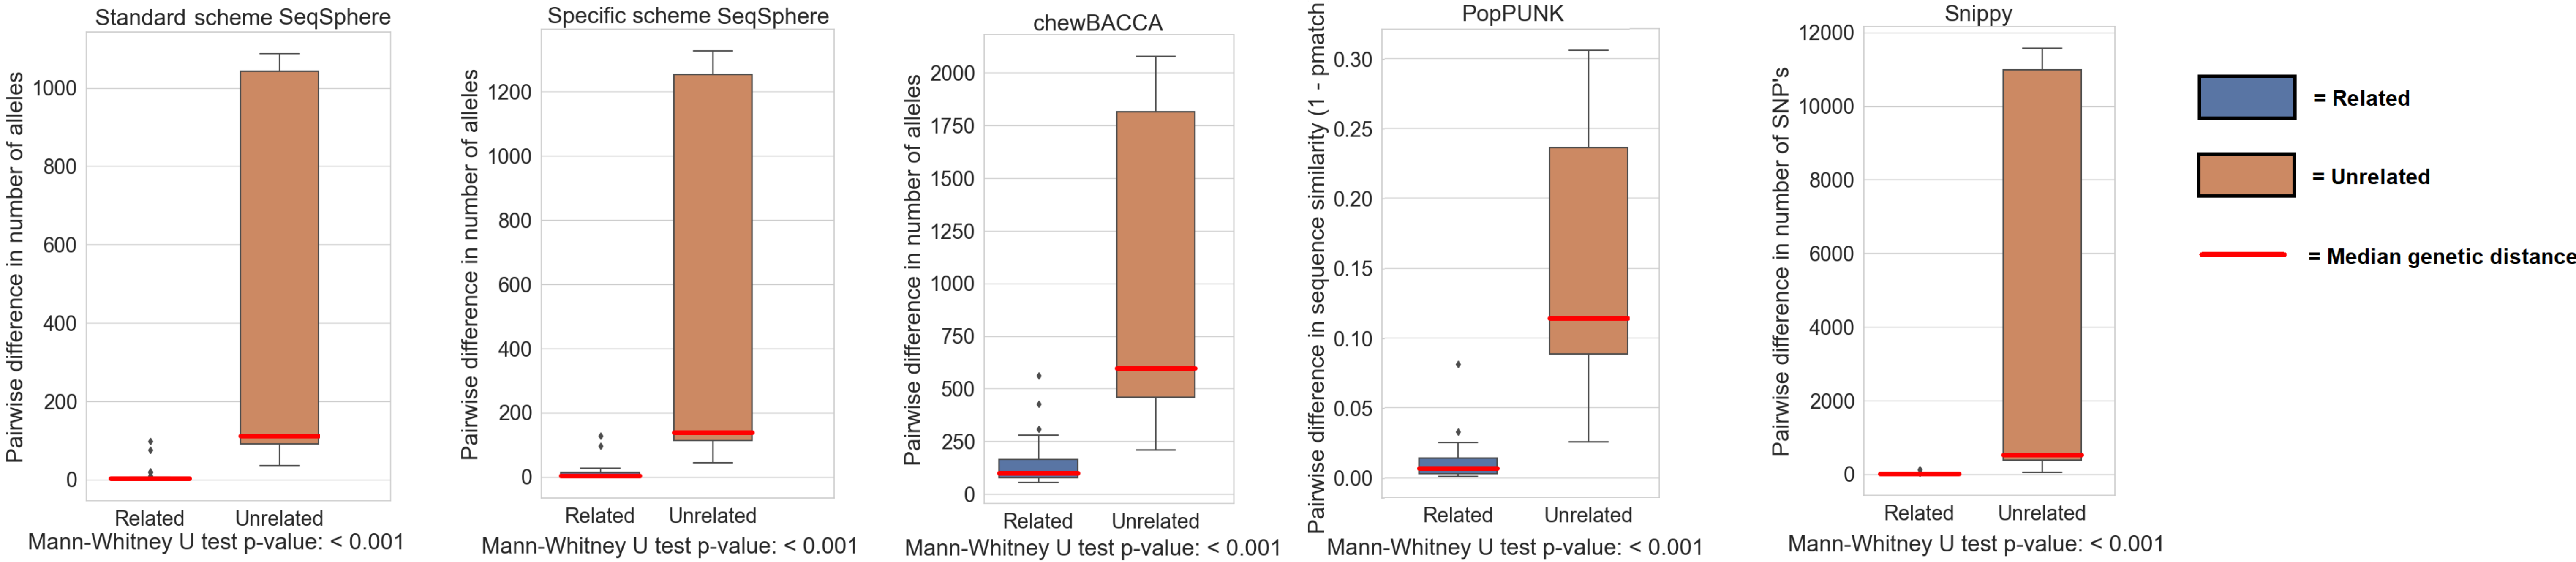 Standard scheme SeqSphere
Pairwise difference in number of alleles
1000
800
600
400
200
0
Related Unrelated
Mann-Whitney U test p-value: < 0.001
Specific scheme SeqSphere
Pairwise difference in number of alleles
1200
1000
800
600
400
200
0
Related Unrelated
Mann-Whitney U test p-value: < 0.001
chewBACCA
Pairwise difference in number of alleles
2000
1750
1500
1250
1000
750
500
250
0
Related Unrelated
Mann-Whitney U test p-value: < 0.001
PopPUNK
Pairwise difference in sequence similarity (1 - pmatch
0.30
0.25
0.20
0.15
0.10
0.05
0.00
Related Unrelated
Mann-Whitney U test p-value: < 0.001
Snippy
Pairwise difference in number of SNP's
12000
10000
8000
6000
4000
2000
0
Related Unrelated
Mann-Whitney U test p-value: < 0.001
= Related
= Unrelated
= Median genetic distance